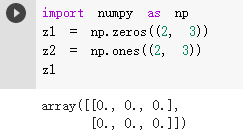 import numpy as np
z1 = np.zeros((2, 3))
z2 = np.ones((2, 3))
z1
array([[0., 0., 0.],
[0., 0., 0.]])